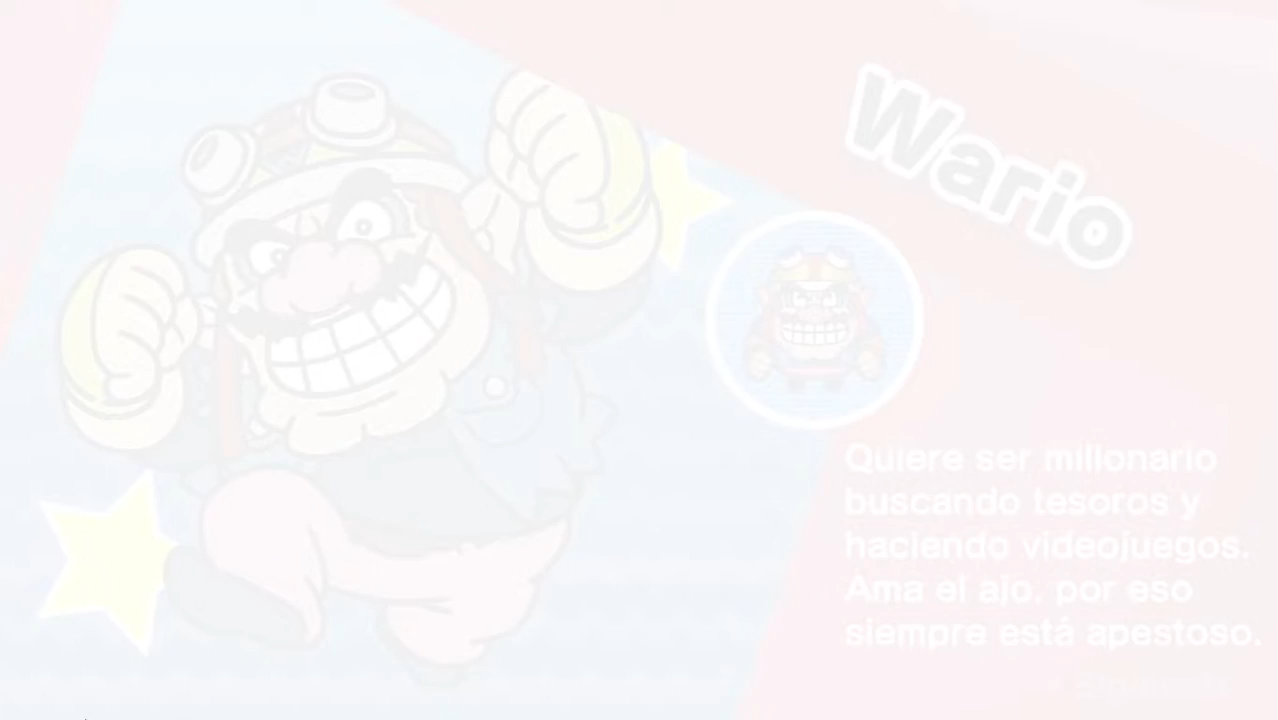 Wario
Quiere ser millonario
buscando tesoros y
haciendo videojuegos.
Ama el ajo, por eso
siempre está apestoso.